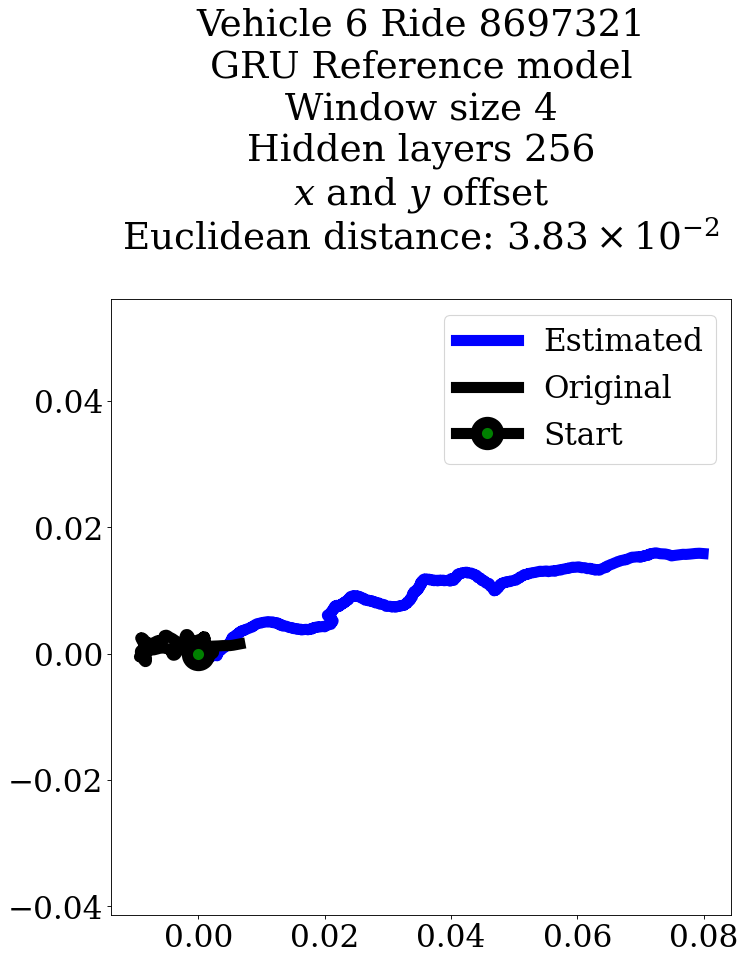 Vehicle 6 Ride 8697321
GRU Reference model
Window size 4
Hidden layers 256
x and y offset
Euclidean distance: 3.83 × 10⁻²
Estimated
Original
Start
0.04
0.02
0.00
−0.02
−0.04
0.00 0.02 0.04 0.06 0.08